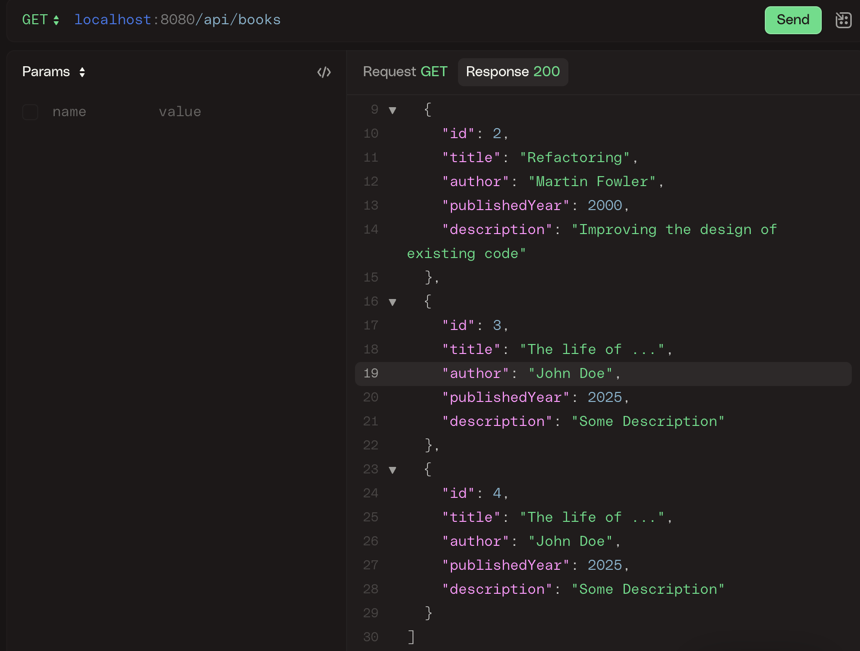 GET localhost:8080/api/books Send
Params </> Request GET Response 200
name value
9 {
10 "id": 2,
11 "title": "Refactoring",
12 "author": "Martin Fowler",
13 "publishedYear": 2000,
14 "description": "Improving the design of
existing code"
15 },
16 {
17 "id": 3,
18 "title": "The life of ...",
19 "author": "John Doe",
20 "publishedYear": 2025,
21 "description": "Some Description"
22 },
23 {
24 "id": 4,
25 "title": "The life of ...",
26 "author": "John Doe",
27 "publishedYear": 2025,
28 "description": "Some Description"
29 }
30 ]